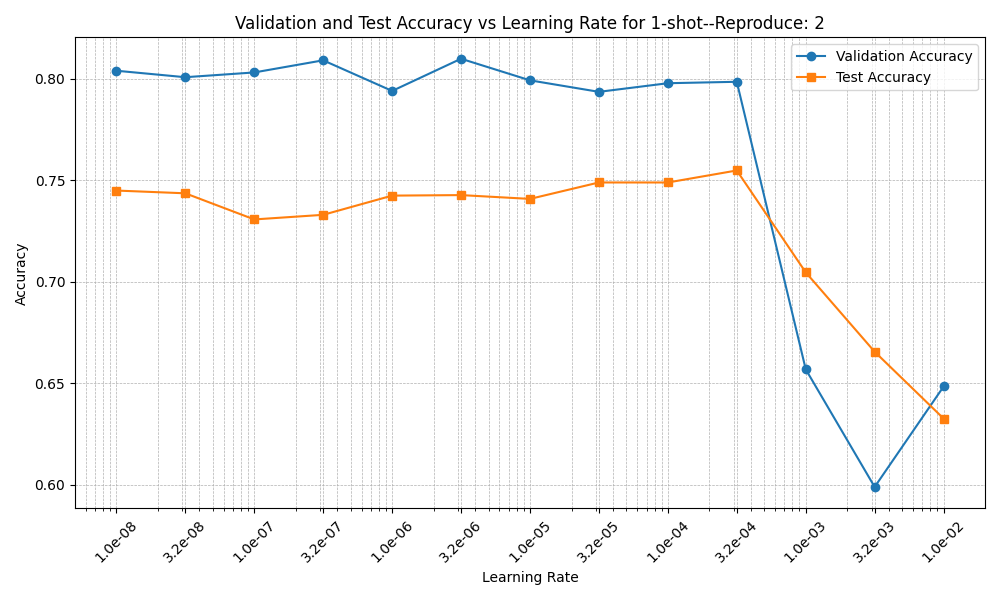 Validation and Test Accuracy vs Learning Rate for 1-shot--Reproduce: 2
Validation Accuracy
Test Accuracy
Accuracy
0.80
0.75
0.70
0.65
0.60
1.0e-08
3.2e-08
1.0e-07
3.2e-07
1.0e-06
3.2e-06
1.0e-05
3.2e-05
1.0e-04
3.2e-04
1.0e-03
3.2e-03
1.0e-02
Learning Rate